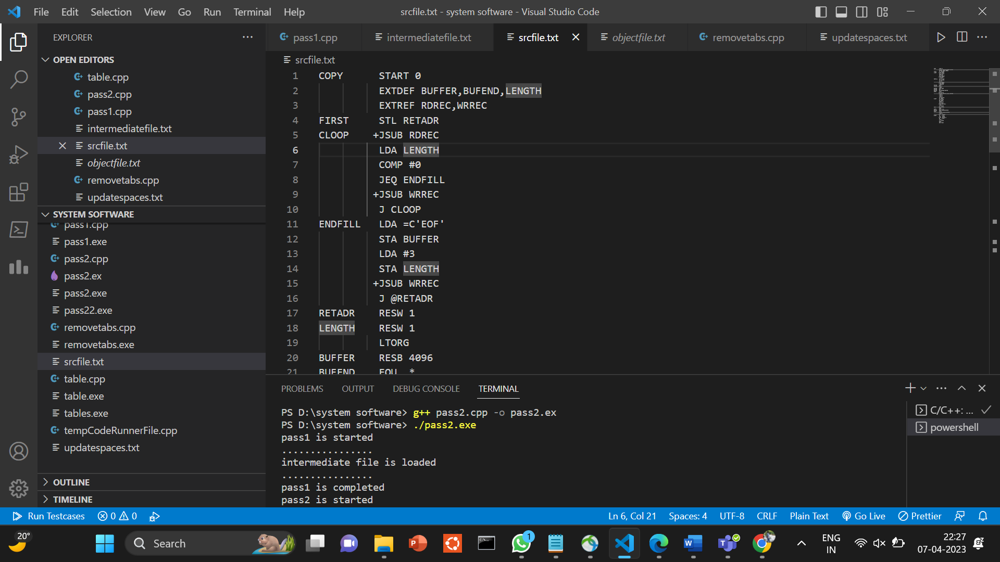 File Edit Selection View Go Run Terminal Help
srcfile.txt - system software - Visual Studio Code
EXPLORER
OPEN EDITORS
table.cpp
pass2.cpp
pass1.cpp
intermediatefile.txt
srcfile.txt
objectfile.txt
removetabs.cpp
updatespaces.txt
SYSTEM SOFTWARE
pass1.cpp
pass1.exe
pass2.cpp
pass2.ex
pass2.exe
pass22.exe
removetabs.cpp
removetabs.exe
srcfile.txt
table.cpp
table.exe
tables.exe
tempCodeRunnerFile.cpp
updatespaces.txt
OUTLINE
TIMELINE
pass1.cpp intermediatefile.txt srcfile.txt objectfile.txt removetabs.cpp updatespaces.txt
srcfile.txt
1 COPY START 0
2 EXTDEF BUFFER,BUFEND,LENGTH
3 EXTREF RDREC,WRREC
4 FIRST STL RETADR
5 CLOOP +JSUB RDREC
6 LDA LENGTH
7 COMP #0
8 JEQ ENDFILL
9 +JSUB WRREC
10 J CLOOP
11 ENDFILL LDA =C'EOF'
12 STA BUFFER
13 LDA #3
14 STA LENGTH
15 +JSUB WRREC
16 J @RETADR
17 RETADR RESW 1
18 LENGTH RESW 1
19 LTORG
20 BUFFER RESB 4096
21 BUFEND EQU *
PROBLEMS OUTPUT DEBUG CONSOLE TERMINAL
PS D:\system software> g++ pass2.cpp -o pass2.ex
PS D:\system software> ./pass2.exe
pass1 is started
................
intermediate file is loaded
................
pass1 is completed
pass2 is started
C/C++: ...
powershell
Run Testcases 0 0
Ln 6, Col 21 Spaces: 4 UTF-8 CRLF Plain Text Go Live Prettier
20°
Search
1
ENG
IN
22:27
07-04-2023